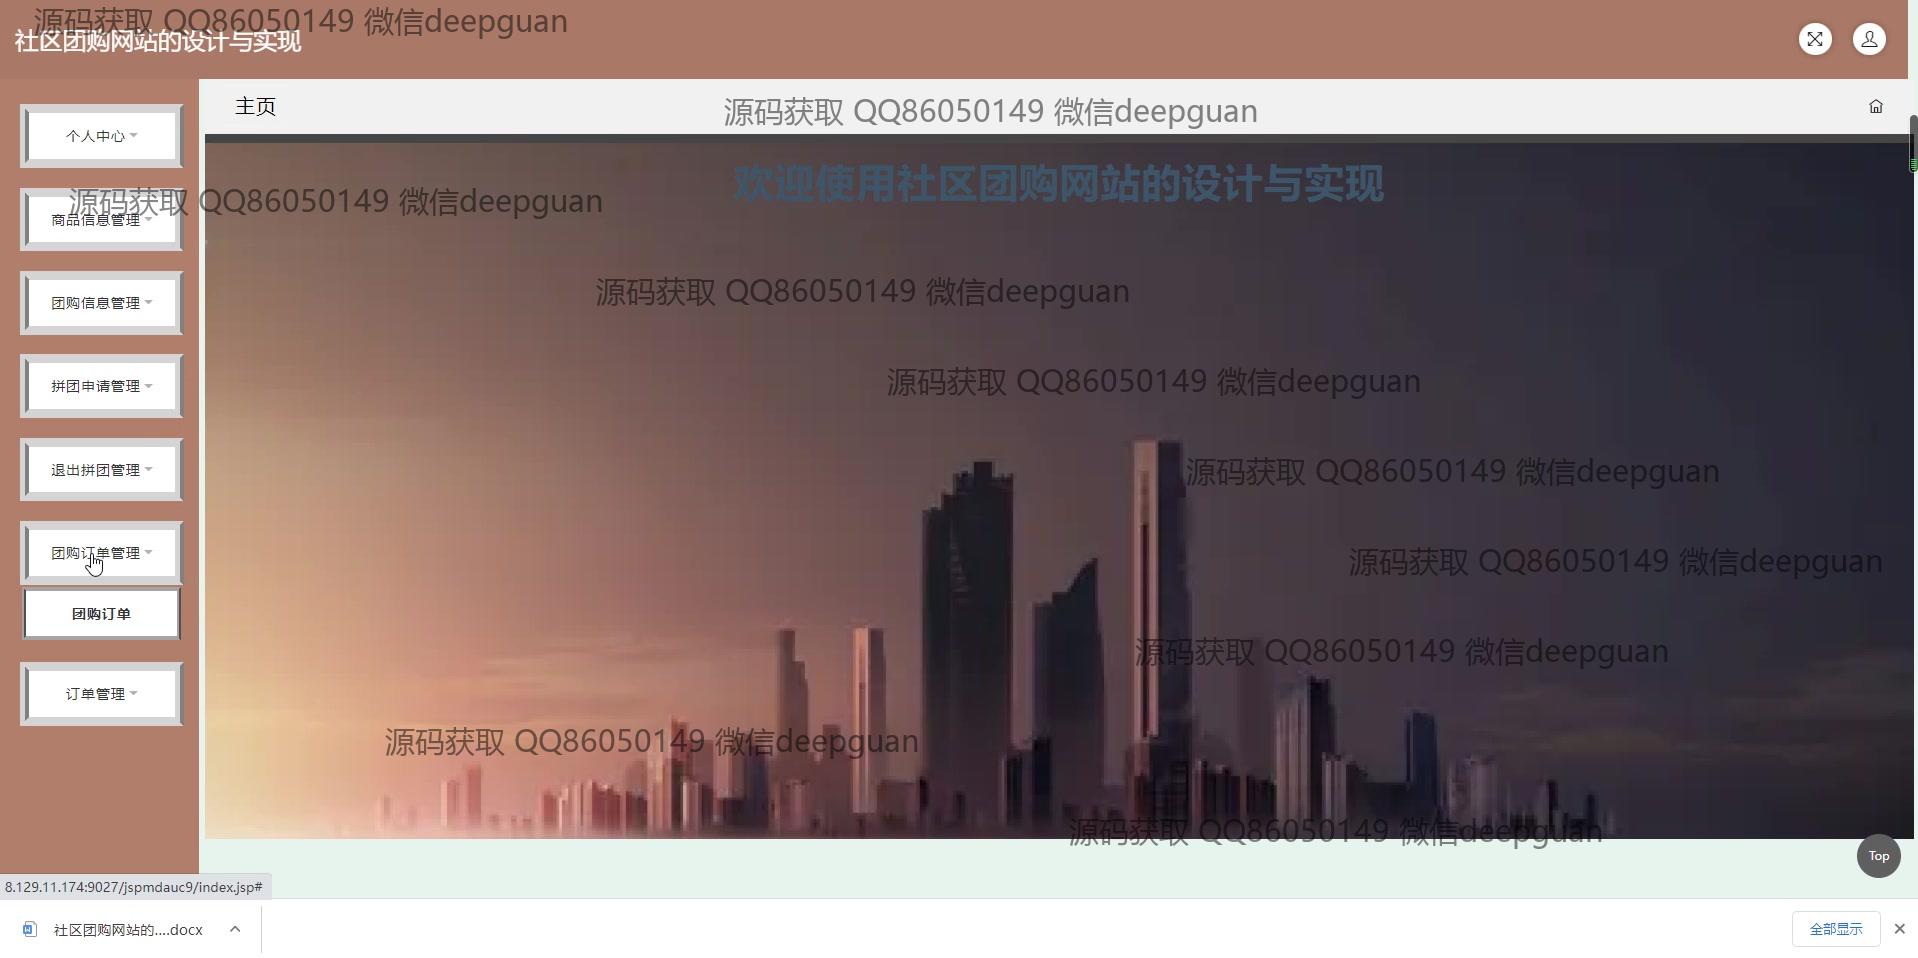 源码获取 QQ86050149 微信deepguan
社区团购网站的设计与实现
主页
源码获取 QQ86050149 微信deepguan
个人中心
欢迎使用社区团购网站的设计与实现
源码获取 QQ86050149 微信deepguan
商品信息管理
源码获取 QQ86050149 微信deepguan
团购信息管理
源码获取 QQ86050149 微信deepguan
拼团申请管理
源码获取 QQ86050149 微信deepguan
退出拼团管理
源码获取 QQ86050149 微信deepguan
团购订单管理
团购订单
源码获取 QQ86050149 微信deepguan
订单管理
源码获取 QQ86050149 微信deepguan
源码获取 QQ86050149 微信deepguan
Top
8.129.11.174:9027/jspmdauc9/index.jsp#
社区团购网站的....docx
全部显示